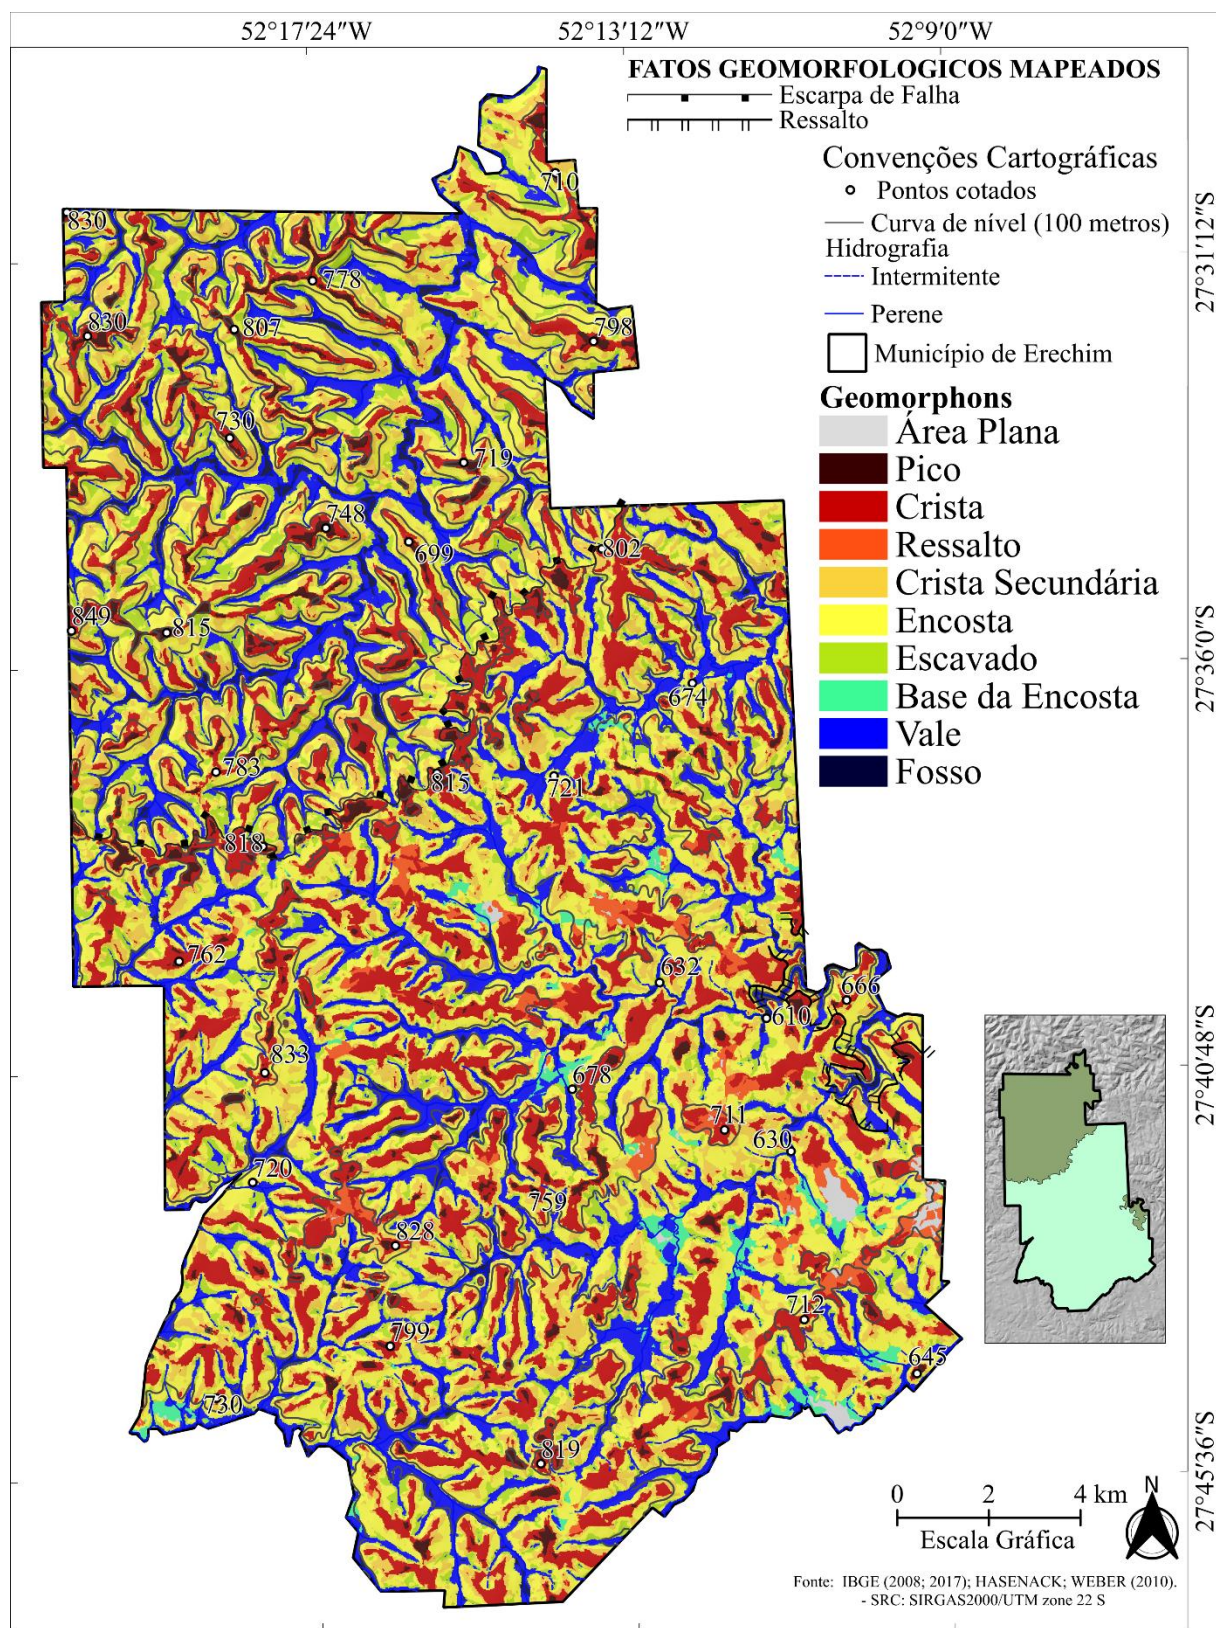 52°17′24″W 52°13′12″W 52°9′0″W
FATOS GEOMORFOLOGICOS MAPEADOS
Escarpa de Falha
Ressalto
Convenções Cartográficas
Pontos cotados
Curva de nível (100 metros)
Hidrografia
Intermitente
Perene
Município de Erechim
Geomorphons
Área Plana
Pico
Crista
Ressalto
Crista Secundária
Encosta
Escavado
Base da Encosta
Vale
Fosso
27°31′12″S
27°36′0″S
27°40′48″S
27°45′36″S
710
830
778
830
807
798
730
719
748
699
802
849
815
674
783
815
721
818
762
632
666
610
833
678
711
630
720
759
828
712
799
645
730
819
N
0 2 4 km
Escala Gráfica
Fonte: IBGE (2008; 2017); HASENACK; WEBER (2010).
- SRC: SIRGAS2000/UTM zone 22 S